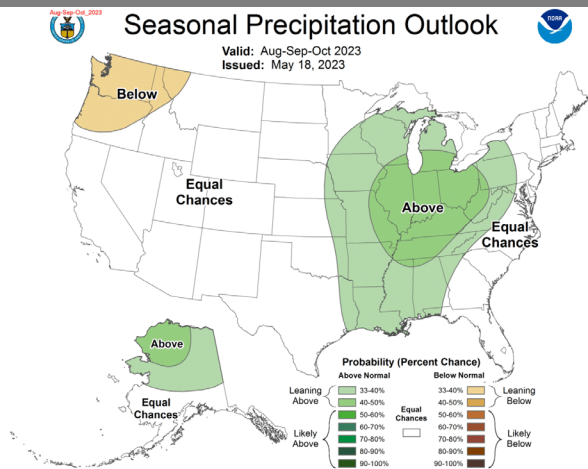 Aug-Sep-Oct_2023
Seasonal Precipitation Outlook
NOAA
Valid: Aug-Sep-Oct 2023
Issued: May 18, 2023
Below
Equal
Chances
Above
Equal
Chances
Above
Equal
Chances
Probability (Percent Chance)
Above Normal
Below Normal
Leaning
Above
33-40%
40-50%
Likely
Above
50-60%
60-70%
70-80%
80-90%
90-100%
Equal
Chances
33-40%
40-50%
Leaning
Below
50-60%
60-70%
70-80%
80-90%
90-100%
Likely
Below